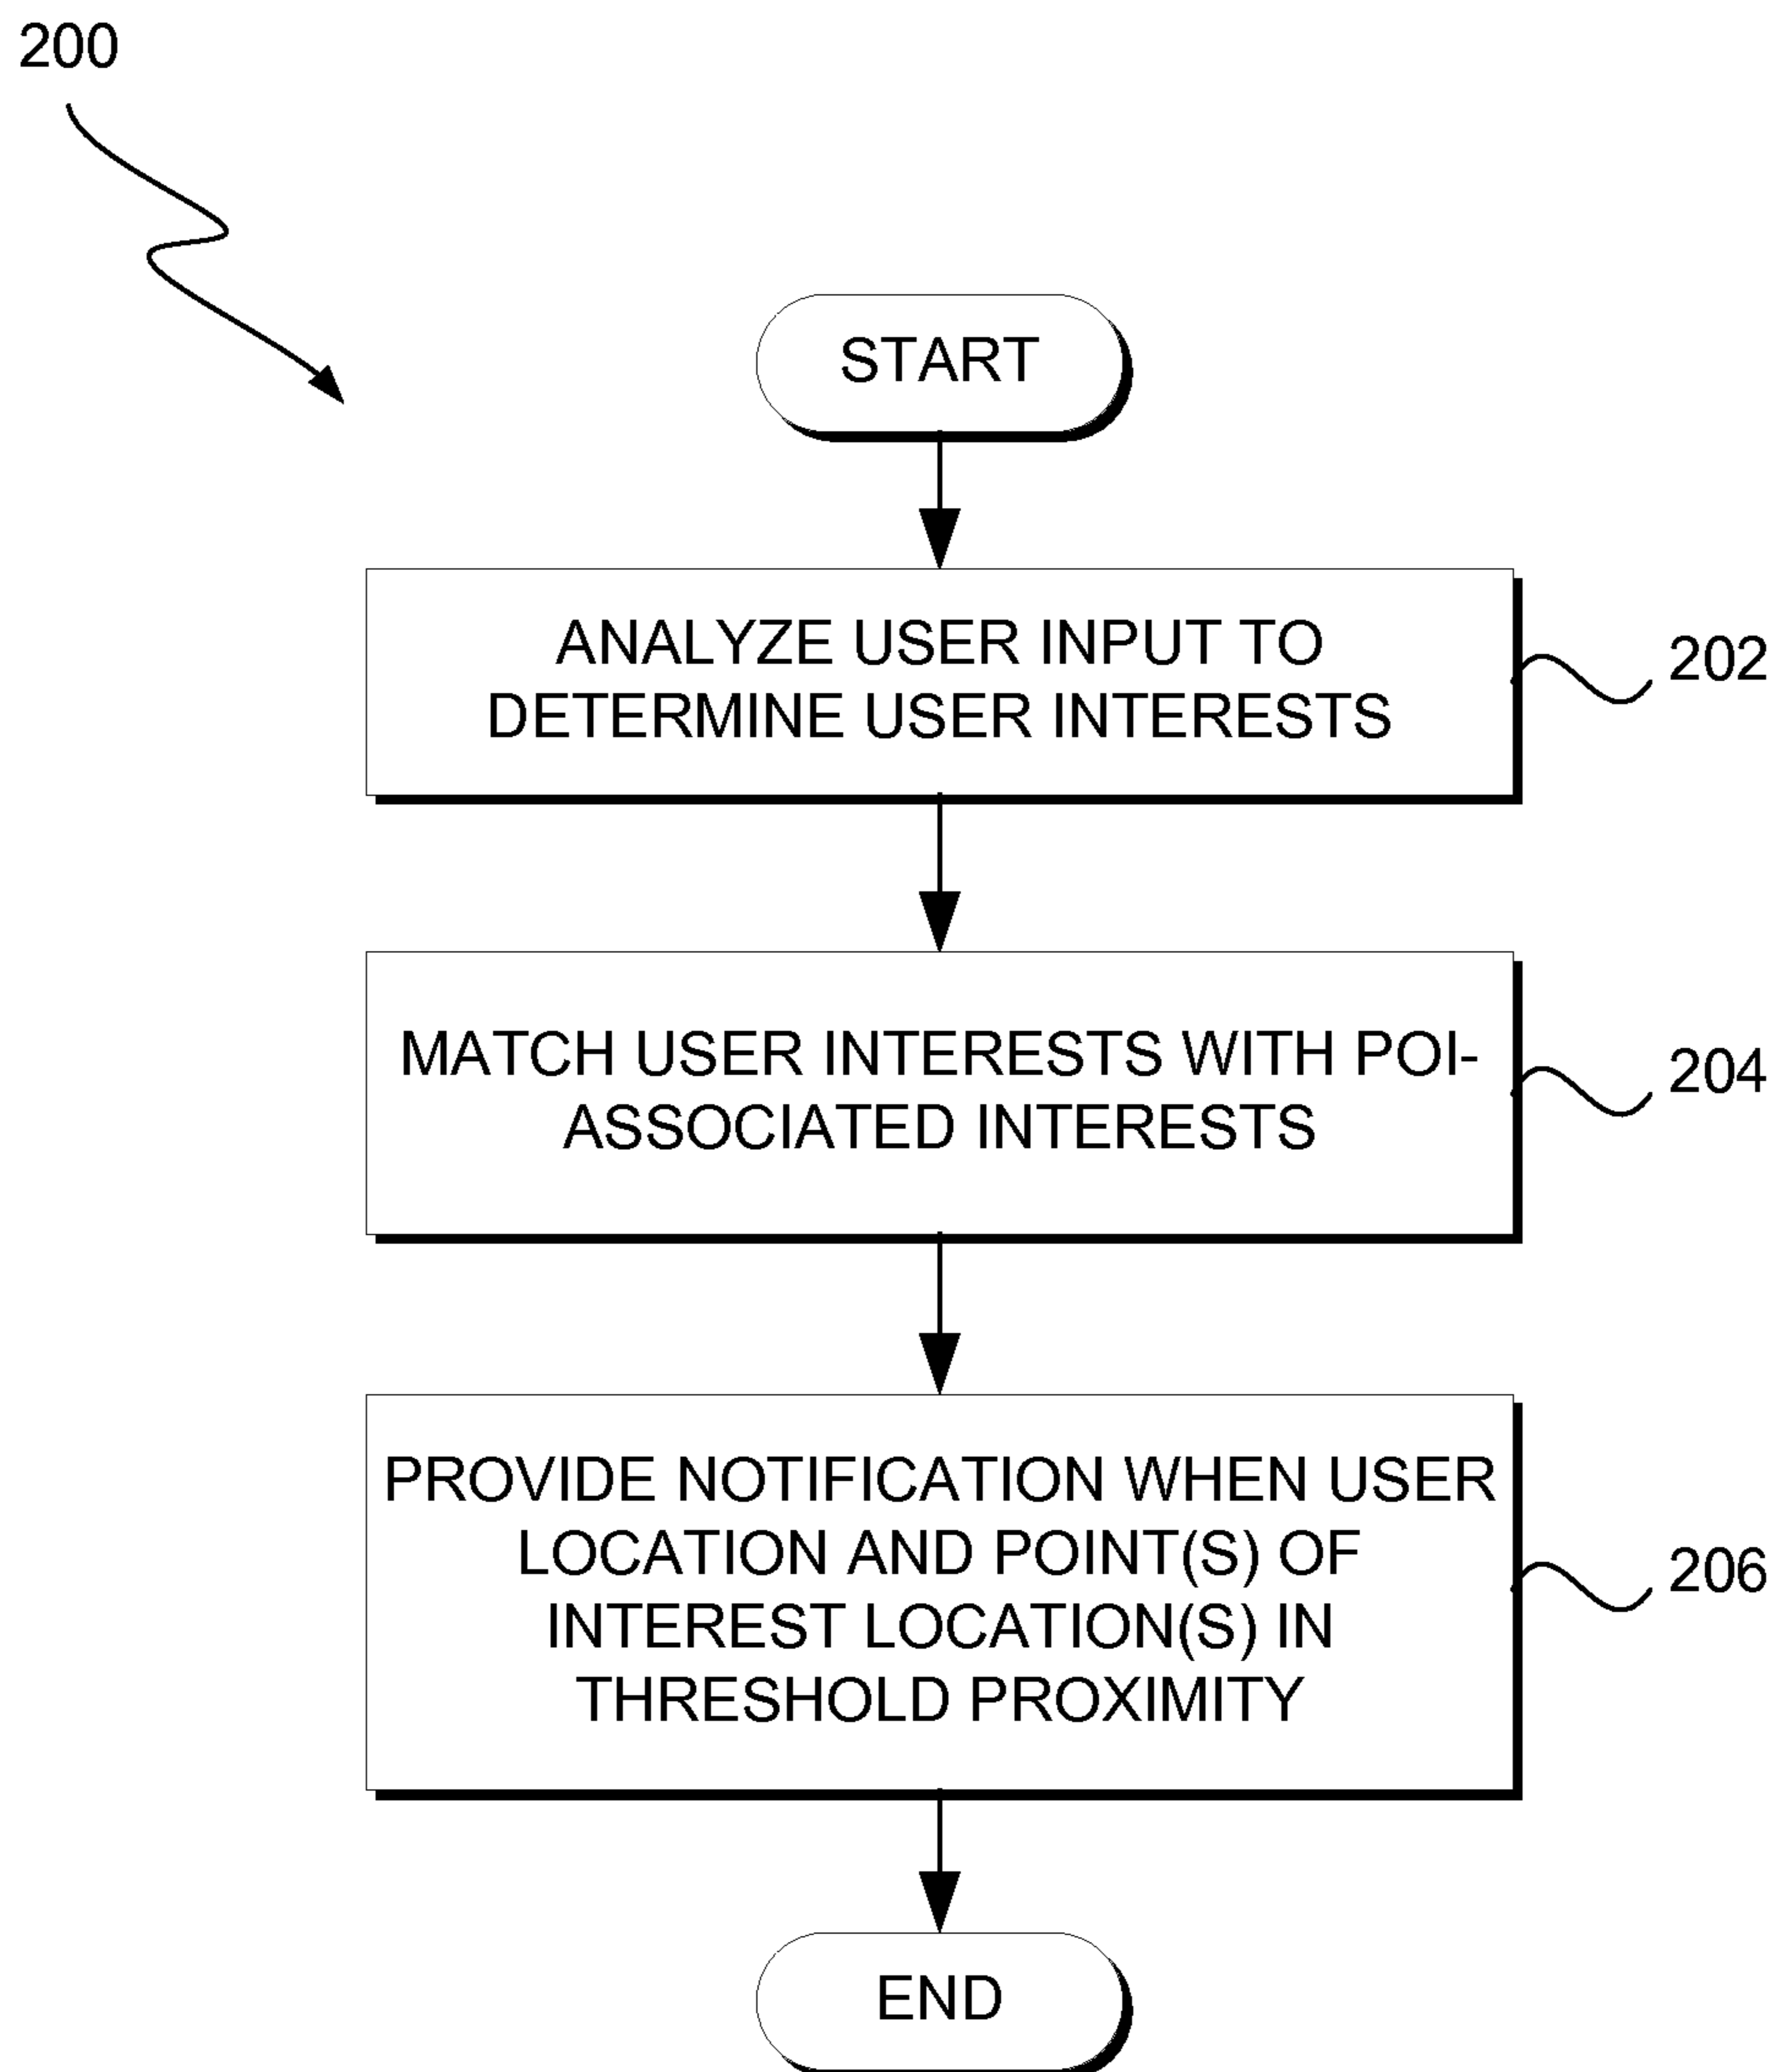 200
START
ANALYZE USER INPUT TO
DETERMINE USER INTERESTS
202
MATCH USER INTERESTS WITH POI-
ASSOCIATED INTERESTS
204
PROVIDE NOTIFICATION WHEN USER
LOCATION AND POINT(S) OF
INTEREST LOCATION(S) IN
THRESHOLD PROXIMITY
206
END